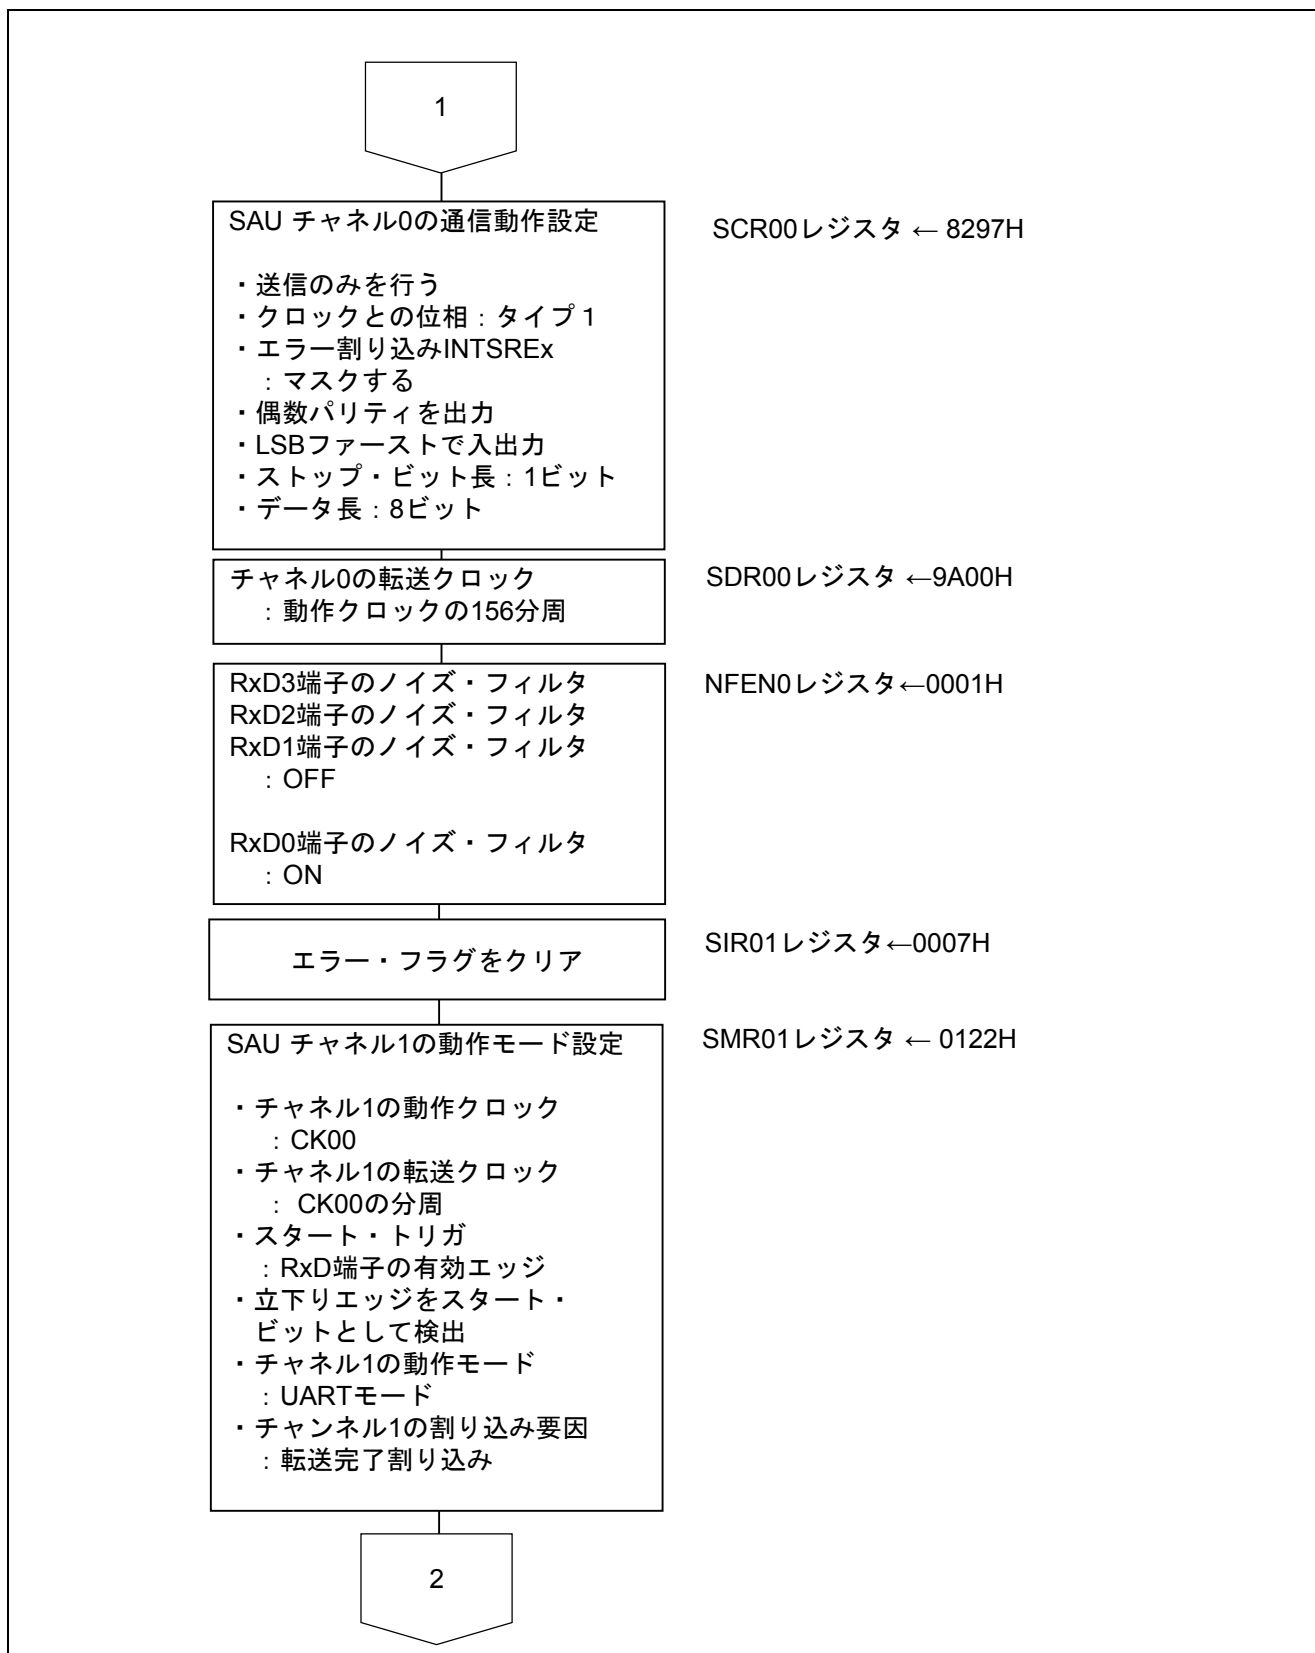 1
SAU チャネル0の通信動作設定
SCR00レジスタ ← 8297H
・送信のみを行う
・クロックとの位相：タイプ１
・エラー割り込みINTSREx
：マスクする
・偶数パリティを出力
・LSBファーストで入出力
・ストップ・ビット長：1ビット
・データ長：8ビット
チャネル0の転送クロック
：動作クロックの156分周
SDR00レジスタ ←9A00H
RxD3端子のノイズ・フィルタ
RxD2端子のノイズ・フィルタ
RxD1端子のノイズ・フィルタ
：OFF
RxD0端子のノイズ・フィルタ
：ON
NFEN0レジスタ←0001H
エラー・フラグをクリア
SIR01レジスタ←0007H
SAU チャネル1の動作モード設定
SMR01レジスタ ← 0122H
・チャネル1の動作クロック
：CK00
・チャネル1の転送クロック
： CK00の分周
・スタート・トリガ
：RxD端子の有効エッジ
・立下りエッジをスタート・
ビットとして検出
・チャネル1の動作モード
：UARTモード
・チャンネル1の割り込み要因
：転送完了割り込み
2